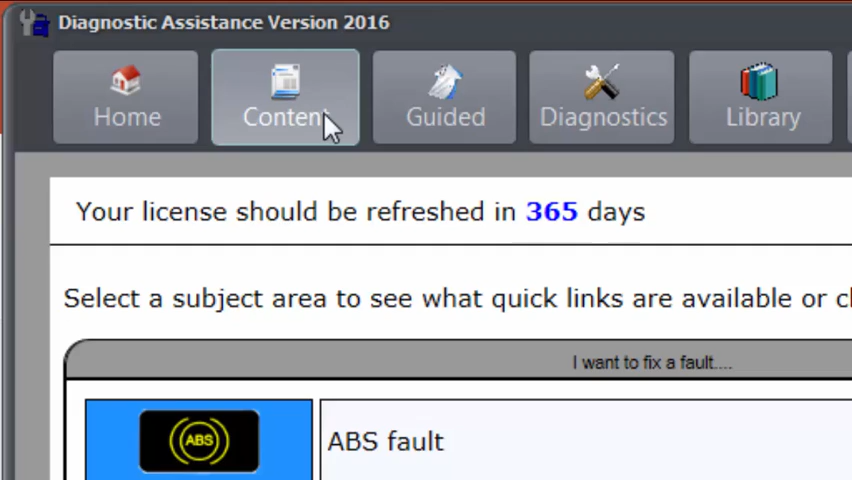 Diagnostic Assistance Version 2016
Home Content Guided Diagnostics Library
Your license should be refreshed in 365 days
Select a subject area to see what quick links are available or
I want to fix a fault....
ABS
ABS fault